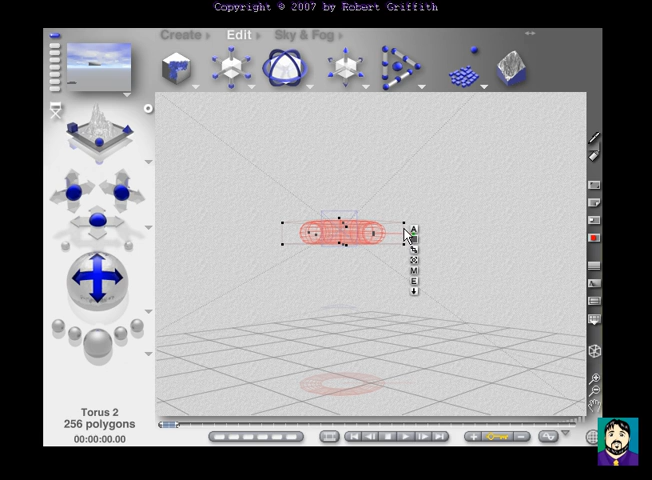 Copyright © 2007 by Robert Griffith
Create Edit Sky & Fog
A
M
E
Torus 2
256 polygons
00:00:00.00